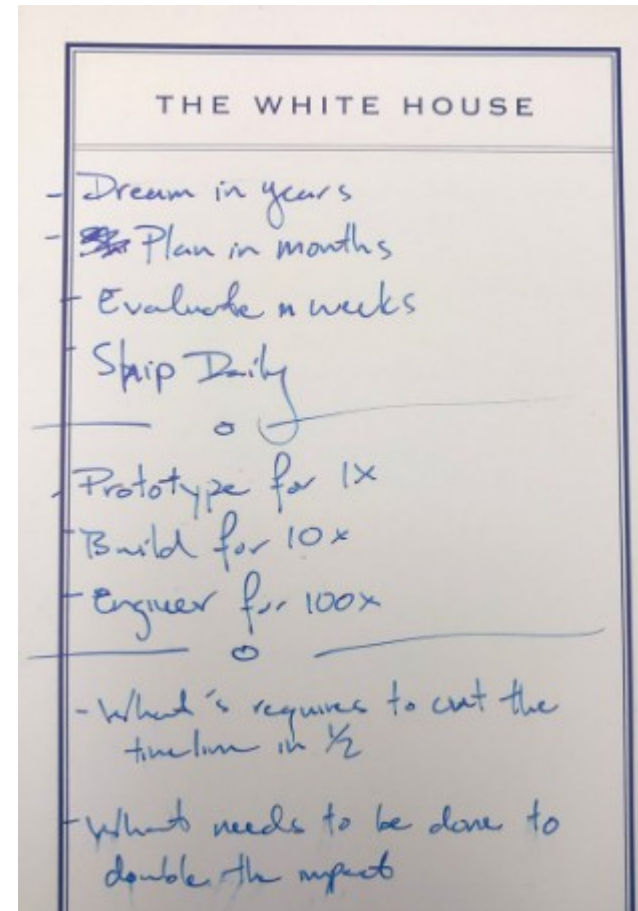 THE WHITE HOUSE
- Dream in years
- Plan in months
- Evaluate in weeks
- Ship Daily
- Prototype for 1x
- Build for 10x
- Engineer for 100x
- What's requires to cut the
timeline in 1/2
- What needs to be done to
double the impact